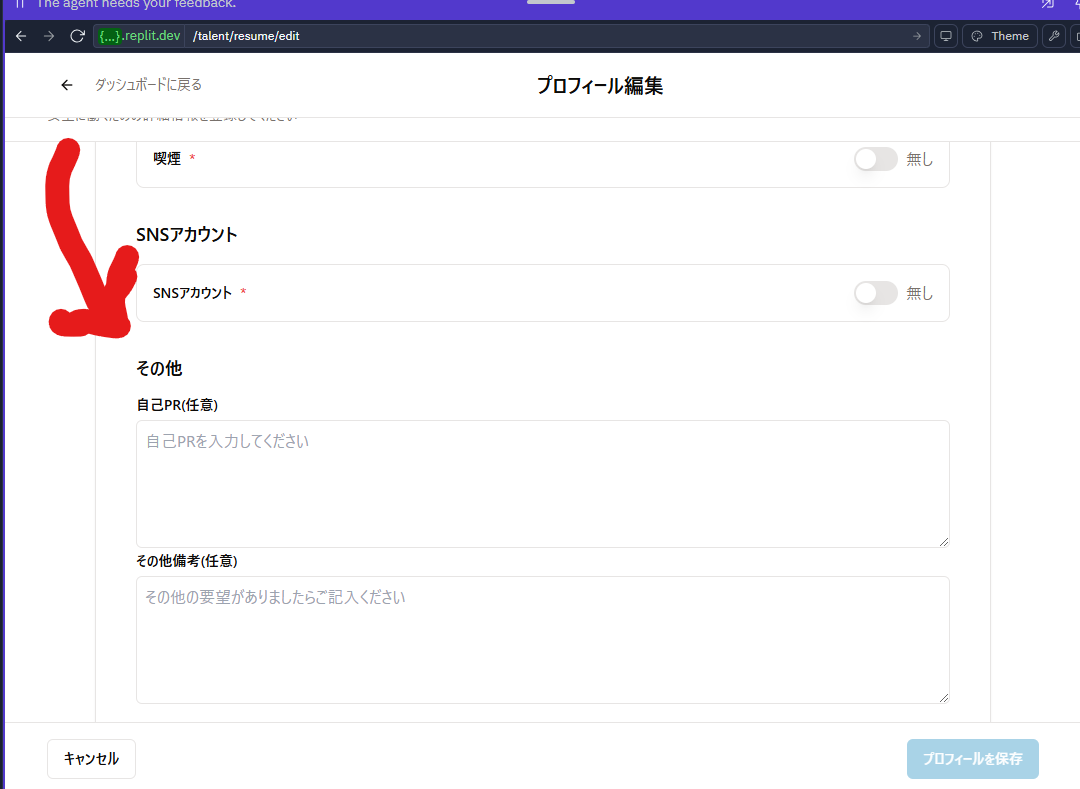 The agent needs your feedback.
{...}.replit.dev /talent/resume/edit Theme
ダッシュボードに戻る
プロフィール編集
喫煙 *
無し
SNSアカウント
SNSアカウント *
無し
その他
自己PR(任意)
自己PRを入力してください
その他備考(任意)
その他の要望がありましたらご記入ください
キャンセル
プロフィールを保存